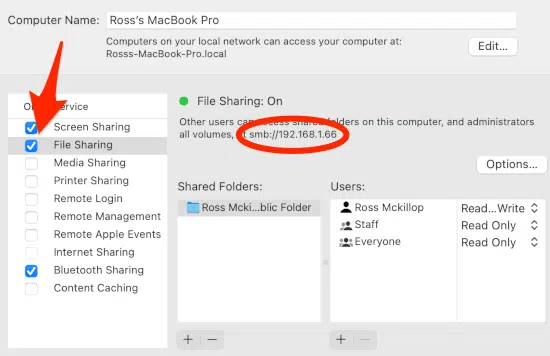 Computer Name: Ross's MacBook Pro
Computers on your local network can access your computer at:
Rosss-MacBook-Pro.local
Edit...
On Service
Screen Sharing
File Sharing
Media Sharing
Printer Sharing
Remote Login
Remote Management
Remote Apple Events
Internet Sharing
Bluetooth Sharing
Content Caching
File Sharing: On
Other users can access shared folders on this computer, and administrators
all volumes, at smb://192.168.1.66
Options...
Shared Folders:
Ross Mcki...blic Folder
Users:
Ross Mckillop Read...Write
Staff Read Only
Everyone Read Only